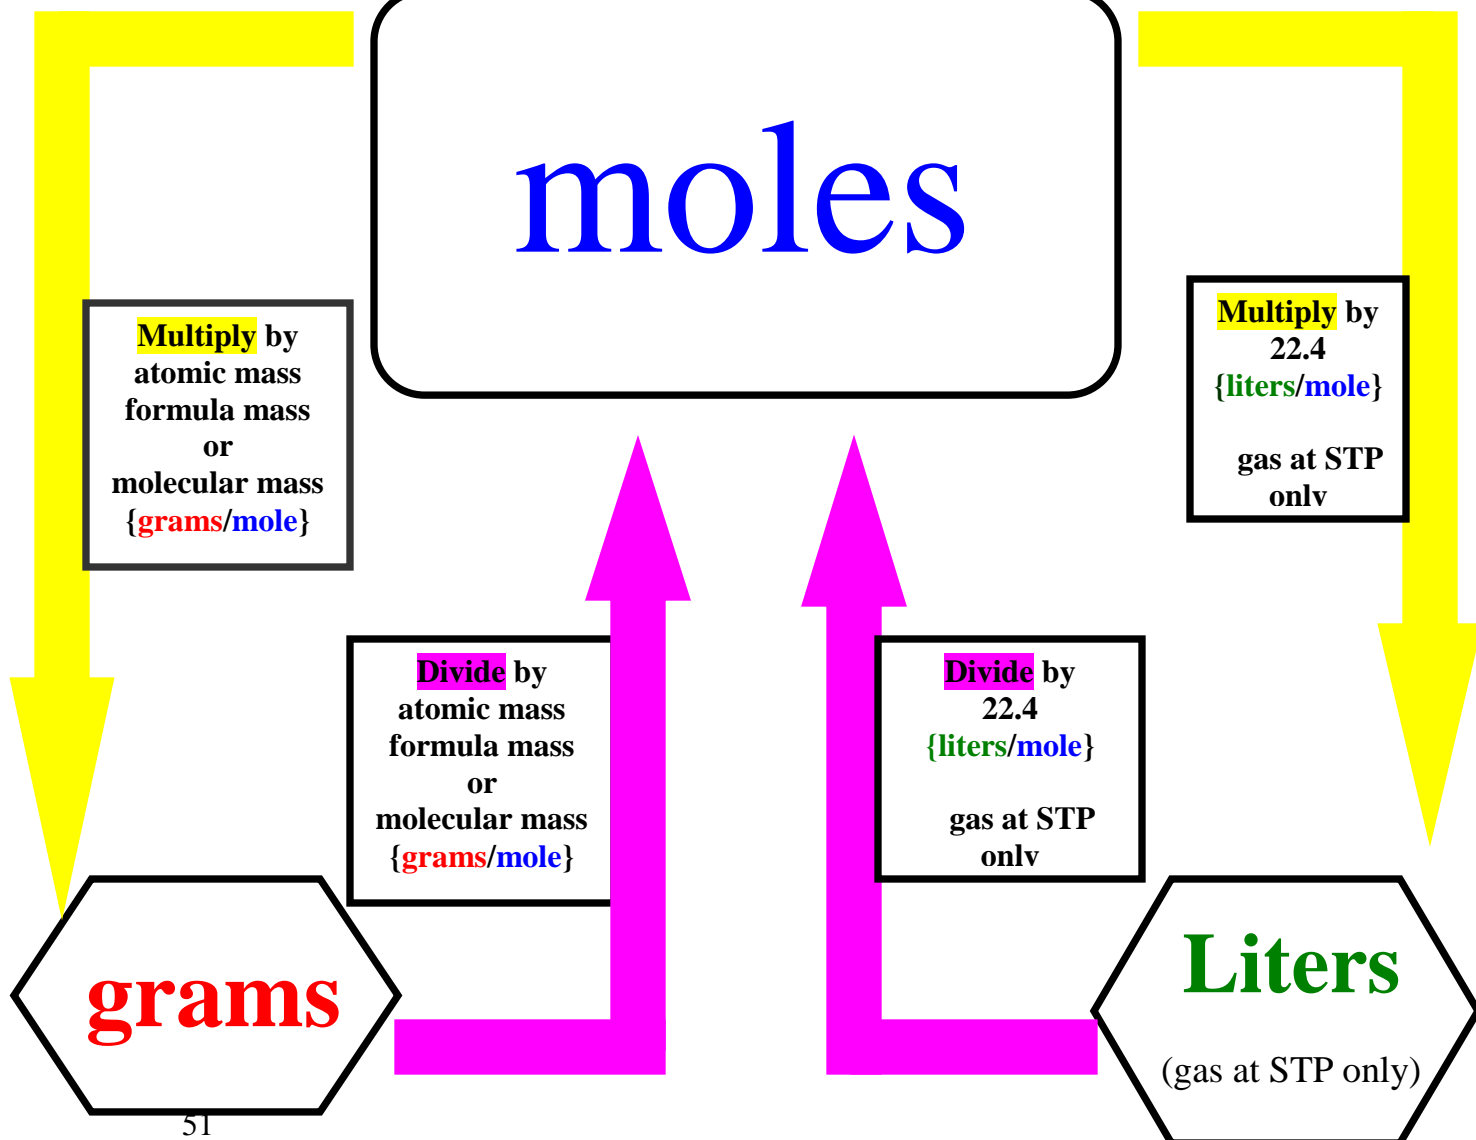 moles
Multiply by
atomic mass
formula mass
or
molecular mass
{grams/mole}
Multiply by
22.4
{liters/mole}
gas at STP
only
Divide by
atomic mass
formula mass
or
molecular mass
{grams/mole}
Divide by
22.4
{liters/mole}
gas at STP
only
grams
Liters
(gas at STP only)
51